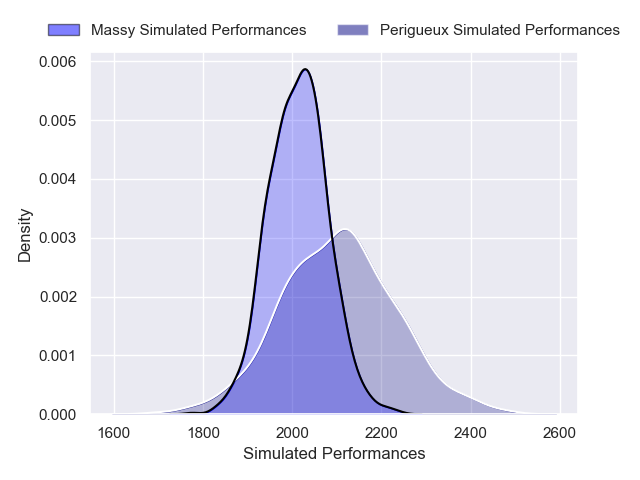 Massy Simulated Performances
Perigueux Simulated Performances
0.006
0.005
0.004
0.003
0.002
0.001
0.000
Density
1600 1800 2000 2200 2400 2600
Simulated Performances